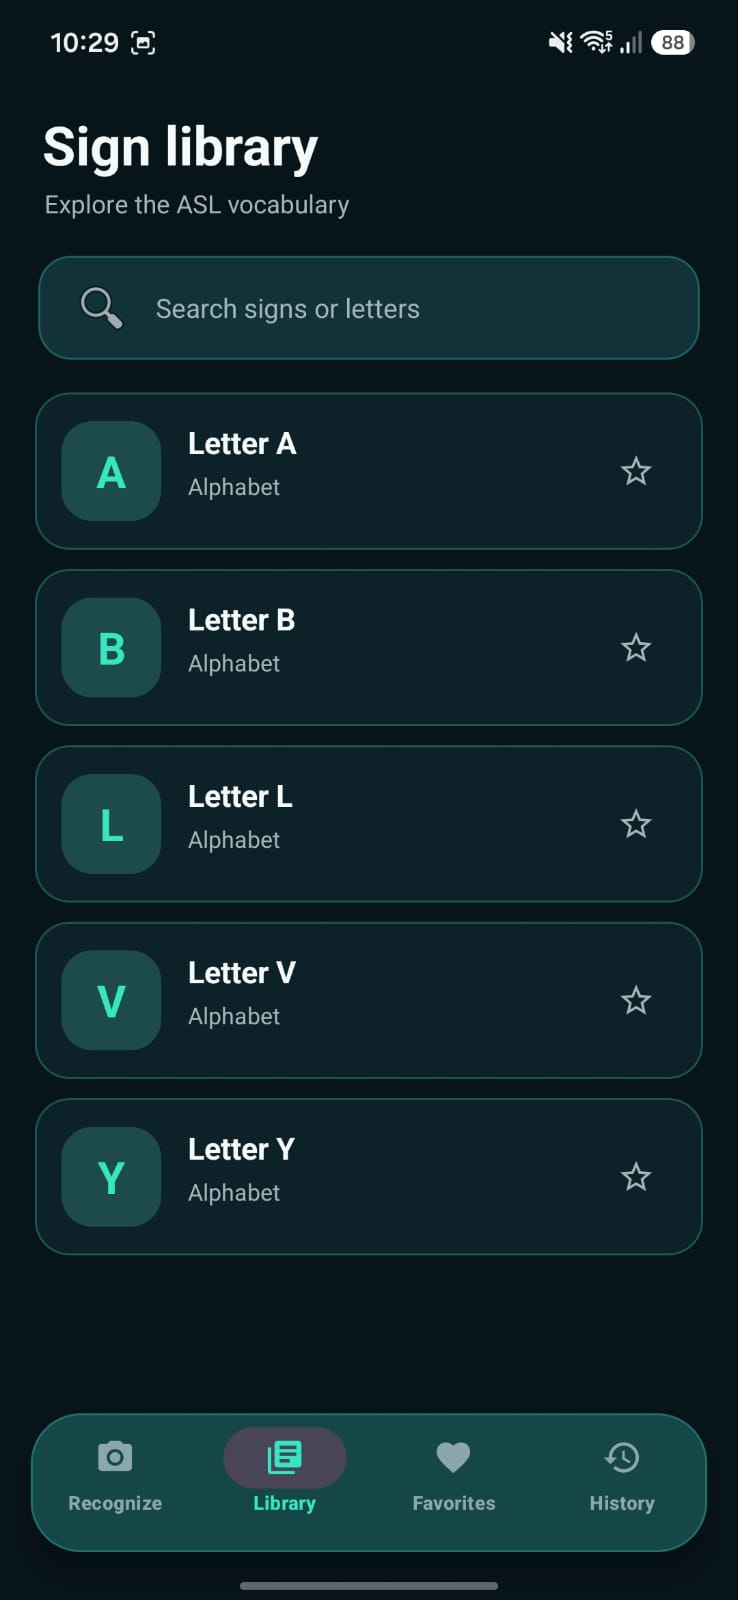 10:29
5
88
Sign library
Explore the ASL vocabulary
Search signs or letters
A
Letter A
Alphabet
B
Letter B
Alphabet
L
Letter L
Alphabet
V
Letter V
Alphabet
Y
Letter Y
Alphabet
Recognize Library Favorites History